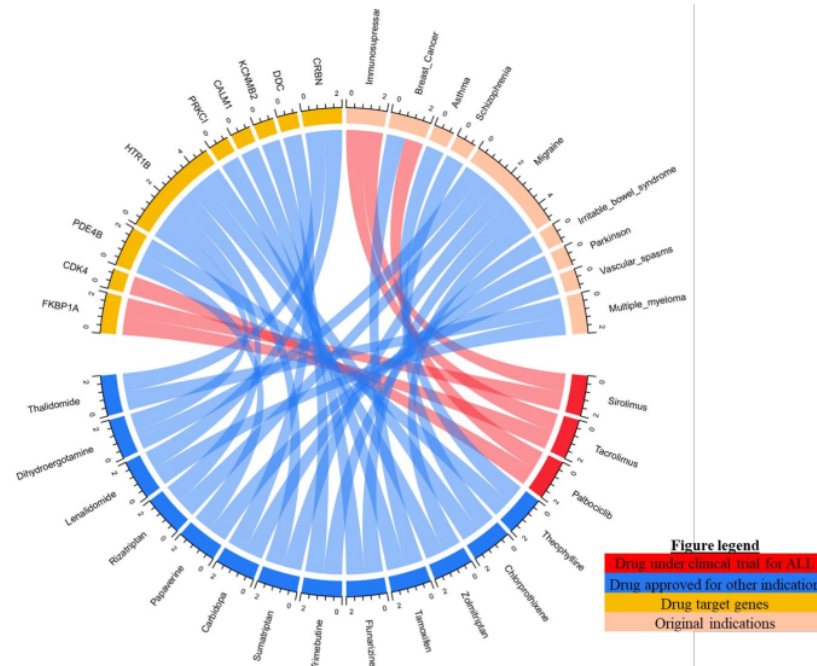 Immunosupressar
Breast_Cancer
Asthma
Schizophrenia
Migraine
Irritable_bowel_syndrome
Parkinson
Vascular_spasms
Multiple_myeloma
Sirolimus
Tacrolimus
Palbociclib
Theophylline
Chlorprothixene
Zolmitriptan
Tamoxifen
Flunarizine
Trimebutine
Sumatriptan
Carbidopa
Papaverine
Rizatriptan
Lenalidomide
Dihydroergotamine
Thalidomide
FKBP1A
CDK4
PDE4B
HTR1B
PRKCI
CALM1
KCNMB2
DDC
CRBN
Figure legend
Drug under clinical trial for ALL
Drug approved for other indication
Drug target genes
Original indications